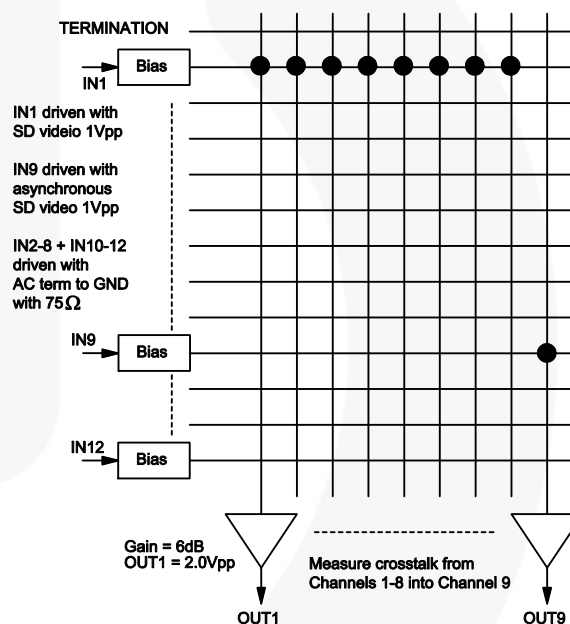 TERMINATION
Bias
IN1
IN1 driven with
SD videio 1Vpp
IN9 driven with
asynchronous
SD video 1Vpp
IN2-8 + IN10-12
driven with
AC term to GND
with 75Ω
IN9
Bias
IN12
Bias
Gain = 6dB
OUT1 = 2.0Vpp
Measure crosstalk from
Channels 1-8 into Channel 9
OUT1
OUT9